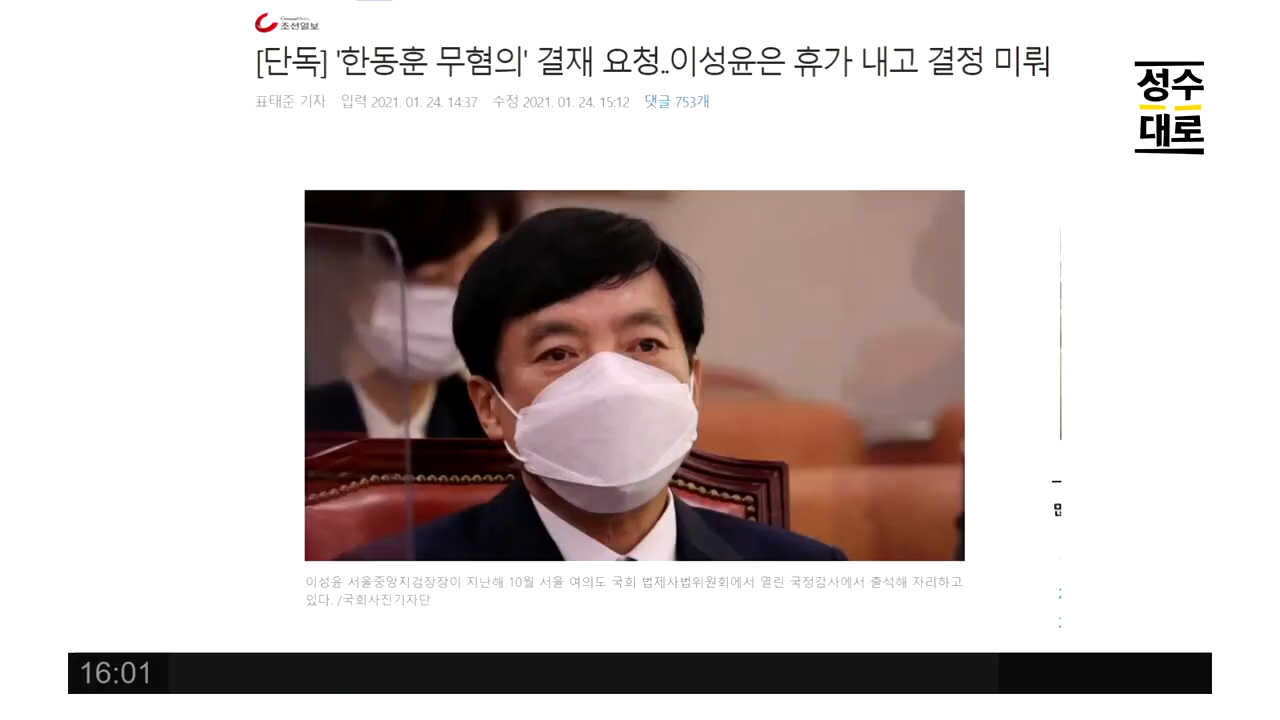 조선일보
[단독] '한동훈 무혐의' 결재 요청..이성윤은 휴가 내고 결정 미뤄
표태준 기자 입력 2021. 01. 24. 14:37 수정 2021. 01. 24. 15:12 댓글 753개
성수
대로
이성윤 서울중앙지검장장이 지난해 10월 서울 여의도 국회 법제사법위원회에서 열린 국정감사에서 출석해 자리하고
있다. /국회사진기자단
16:01